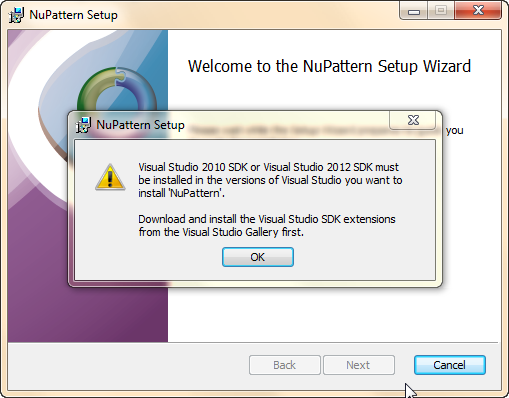 NuPattern Setup
Welcome to the NuPattern Setup Wizard
you
NuPattern Setup
Visual Studio 2010 SDK or Visual Studio 2012 SDK must
be installed in the versions of Visual Studio you want to
install 'NuPattern'.
Download and install the Visual Studio SDK extensions
from the Visual Studio Gallery first.
OK
Back
Next
Cancel